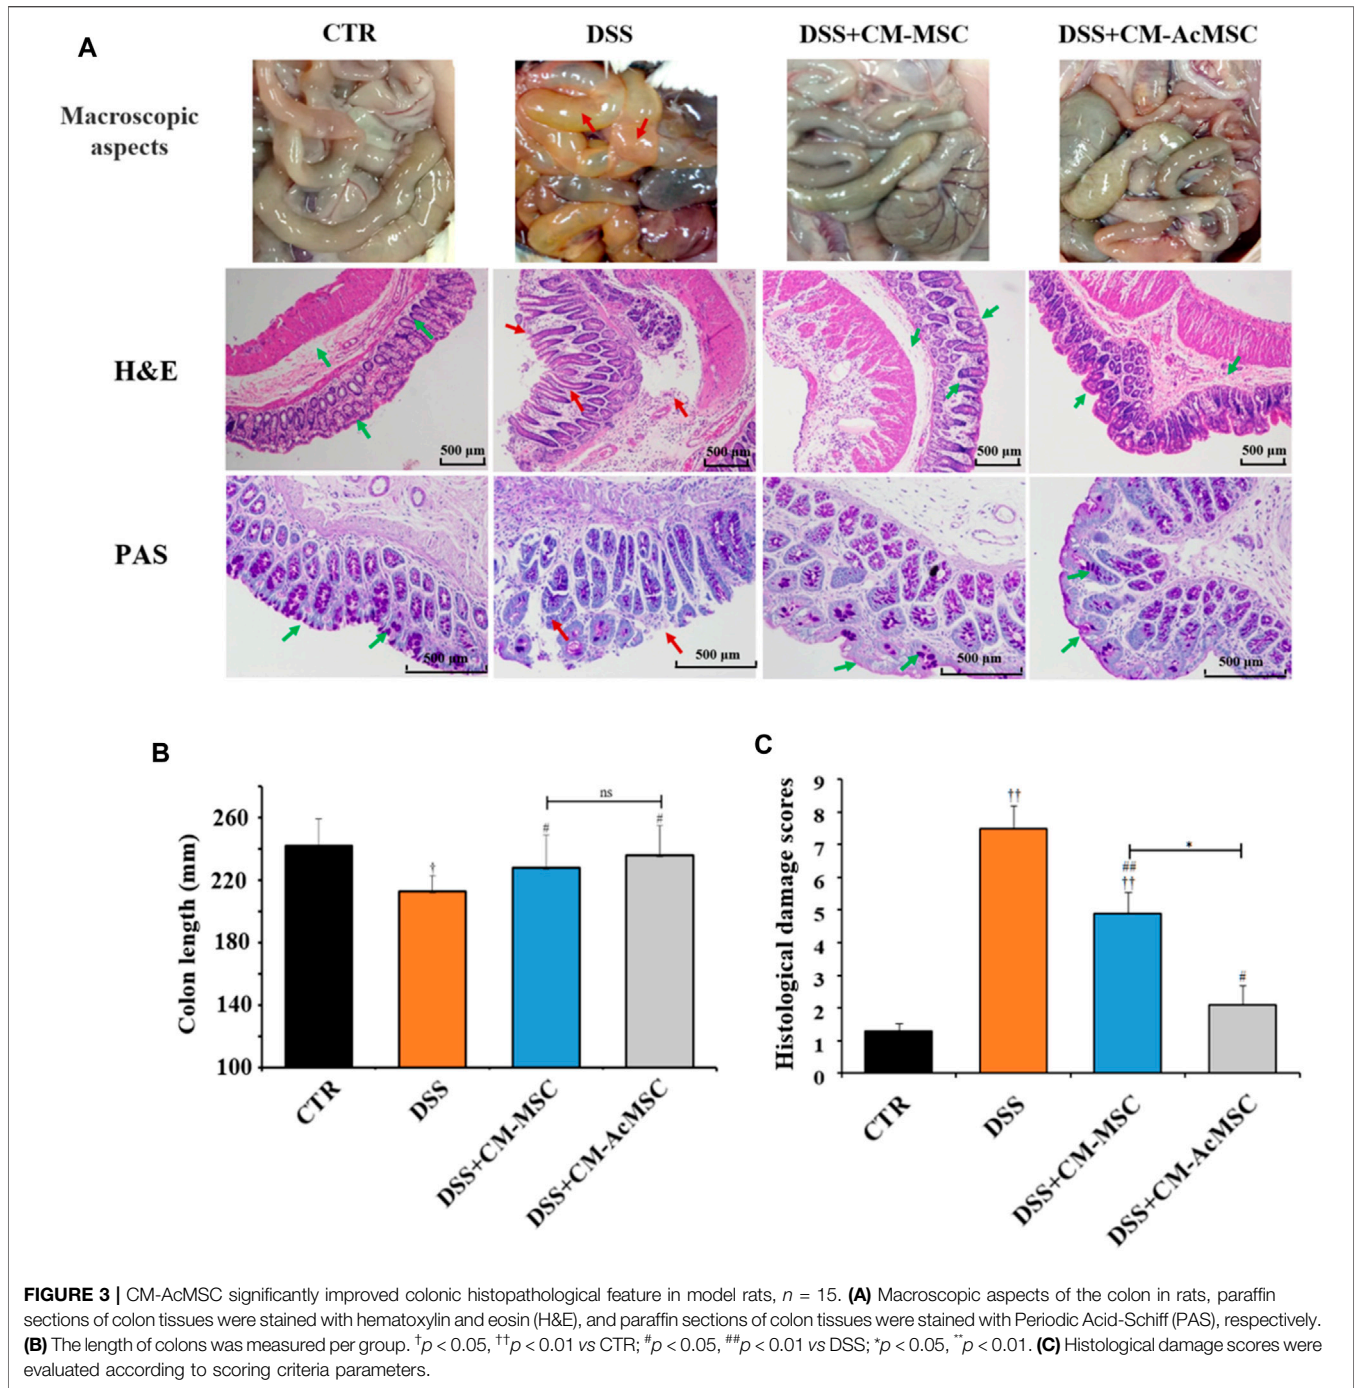 A
CTR
DSS
DSS+CM-MSC
DSS+CM-AcMSC
Macroscopic
aspects
H&E
500 µm
500 µm
500 µm
500 µm
PAS
500 µm
500 µm
500 µm
500 µm
B
Colon length (mm)
260
220
180
140
100
†
#
ns
#
CTR
DSS
DSS+CM-MSC
DSS+CM-AcMSC
C
Histological damage scores
9
8
7
6
5
4
3
2
1
0
††
##
††
*
#
CTR
DSS
DSS+CM-MSC
DSS+CM-AcMSC
FIGURE 3 | CM-AcMSC significantly improved colonic histopathological feature in model rats, n = 15. (A) Macroscopic aspects of the colon in rats, paraffin
sections of colon tissues were stained with hematoxylin and eosin (H&E), and paraffin sections of colon tissues were stained with Periodic Acid-Schiff (PAS), respectively.
(B) The length of colons was measured per group. †p < 0.05, ††p < 0.01 vs CTR; #p < 0.05, ##p < 0.01 vs DSS; *p < 0.05, **p < 0.01. (C) Histological damage scores were
evaluated according to scoring criteria parameters.